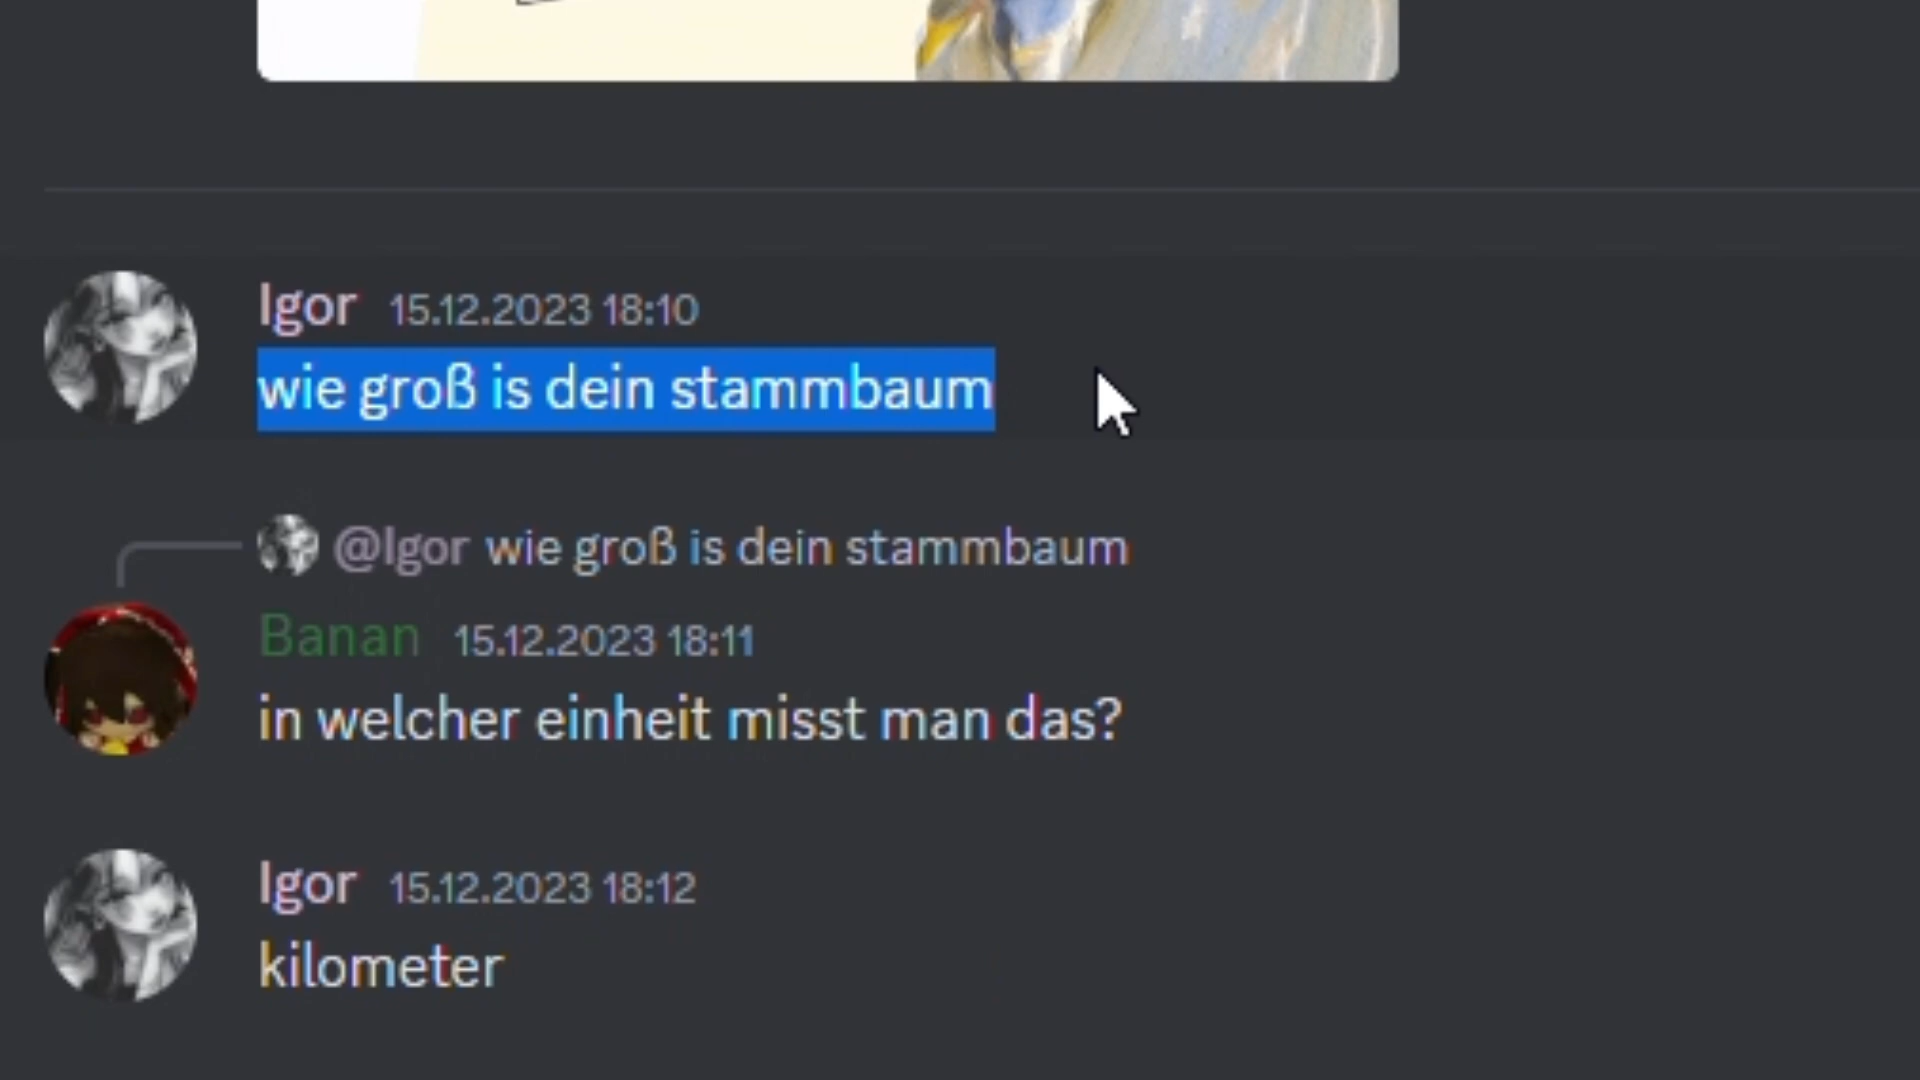 Igor 15.12.2023 18:10
wie groß is dein stammbaum
@Igor wie groß is dein stammbaum
Banan 15.12.2023 18:11
in welcher einheit misst man das?
Igor 15.12.2023 18:12
kilometer